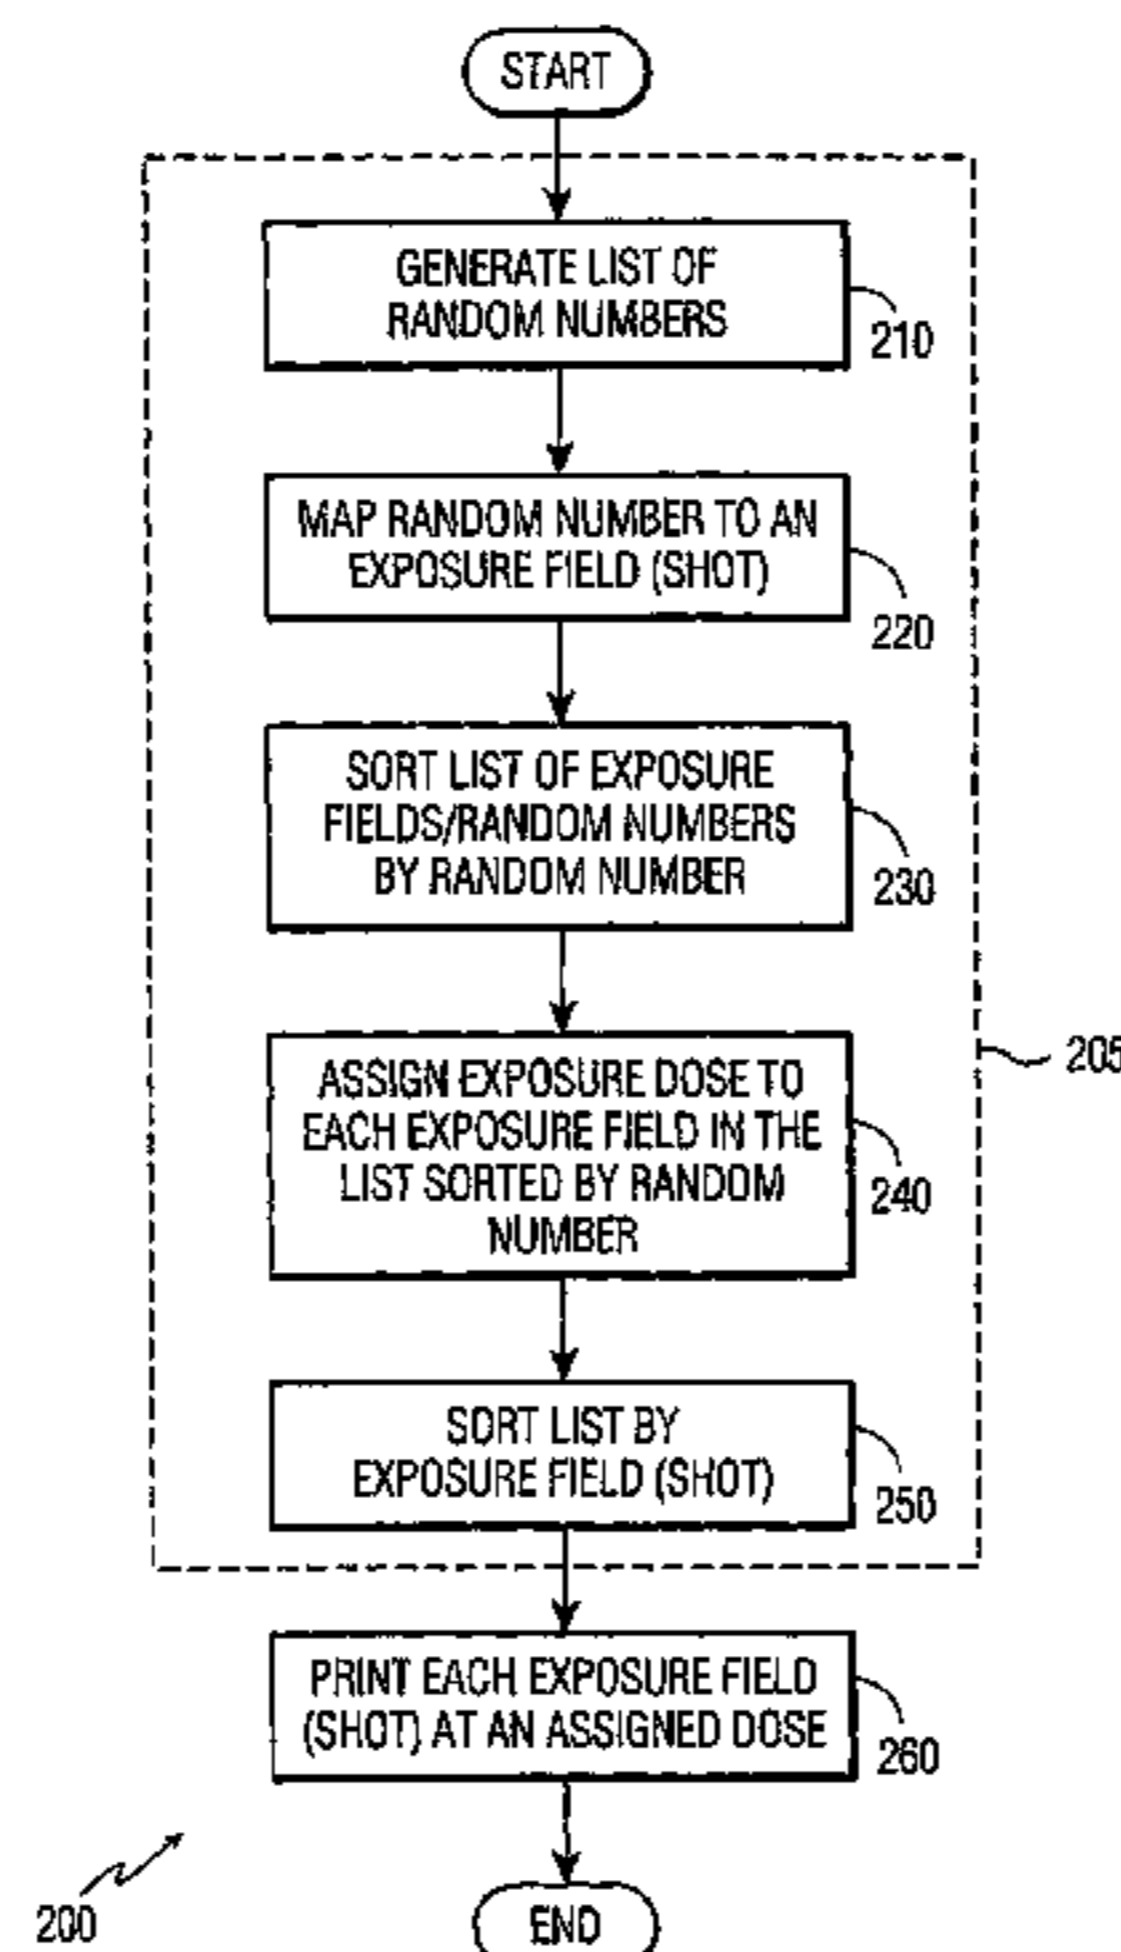 START
GENERATE LIST OF
RANDOM NUMBERS
210
MAP RANDOM NUMBER TO AN
EXPOSURE FIELD (SHOT)
220
SORT LIST OF EXPOSURE
FIELDS/RANDOM NUMBERS
BY RANDOM NUMBER
230
205
ASSIGN EXPOSURE DOSE TO
EACH EXPOSURE FIELD IN THE
LIST SORTED BY RANDOM
NUMBER
240
SORT LIST BY
EXPOSURE FIELD (SHOT)
250
PRINT EACH EXPOSURE FIELD
(SHOT) AT AN ASSIGNED DOSE
260
200
END